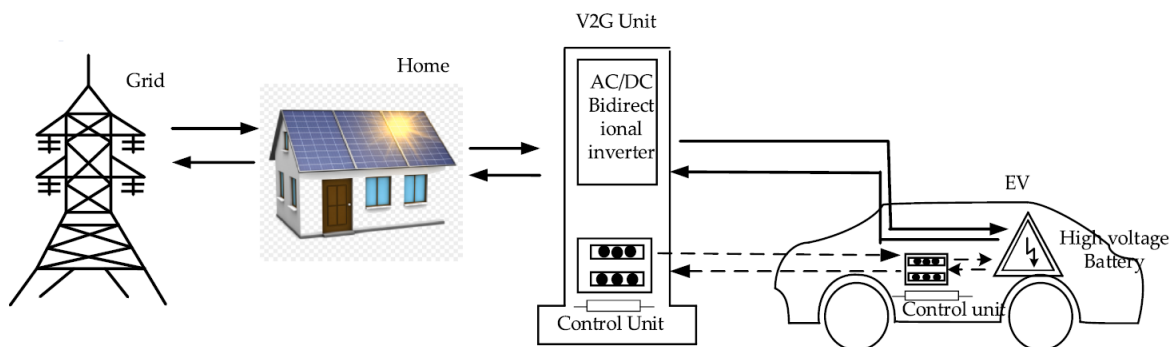 V2G Unit
Grid
Home
AC/DC
Bidirect
ional
inverter
EV
High voltage
Battery
Control Unit
Control unit